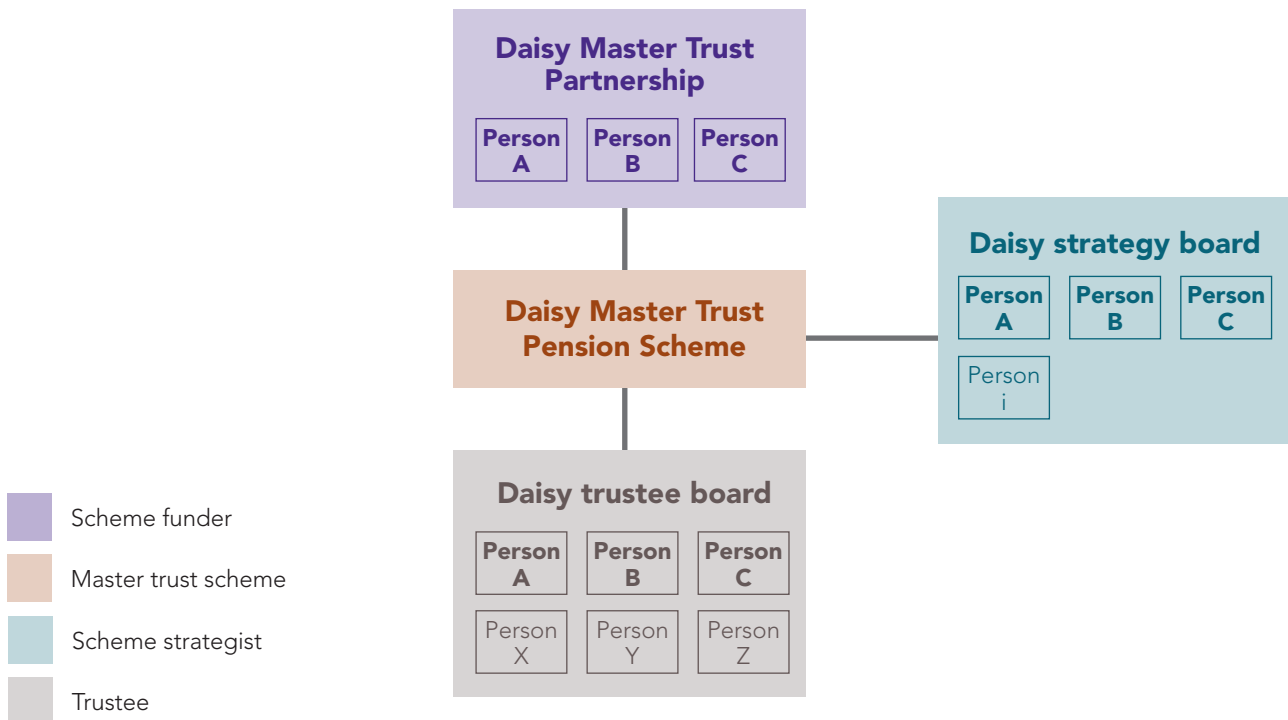 Daisy Master Trust
Partnership
Person
A
Person
B
Person
C
Daisy strategy board
Person
A
Person
B
Person
C
Person
i
Daisy Master Trust
Pension Scheme
Daisy trustee board
Person
A
Person
B
Person
C
Person
X
Person
Y
Person
Z
Scheme funder
Master trust scheme
Scheme strategist
Trustee